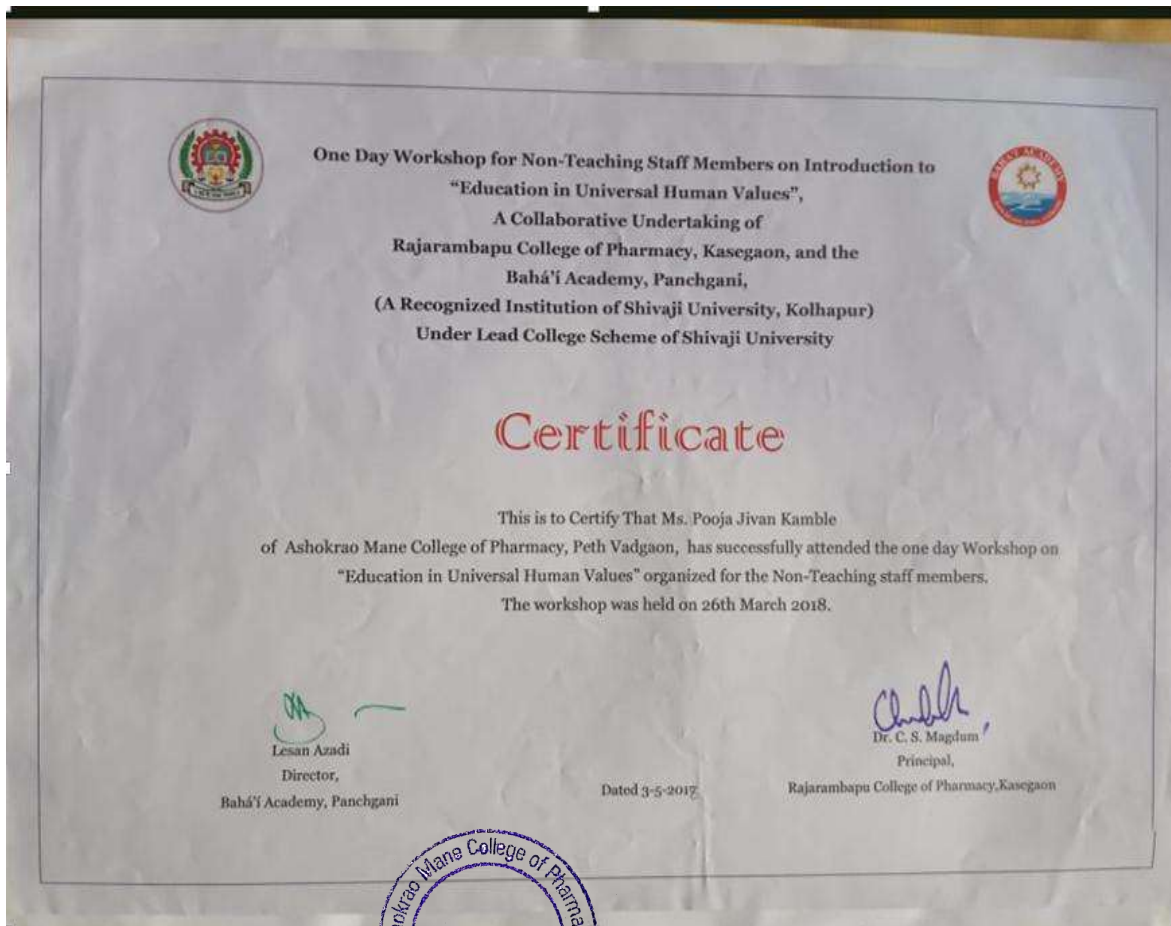 One Day Workshop for Non-Teaching Staff Members on Introduction to
“Education in Universal Human Values”,
A Collaborative Undertaking of
Rajarambapu College of Pharmacy, Kasegaon, and the
Bahá’í Academy, Panchgani,
(A Recognized Institution of Shivaji University, Kolhapur)
Under Lead College Scheme of Shivaji University
Certificate
This is to Certify That Ms. Pooja Jivan Kamble
of Ashokrao Mane College of Pharmacy, Peth Vadgaon, has successfully attended the one day Workshop on
“Education in Universal Human Values” organized for the Non-Teaching staff members.
The workshop was held on 26th March 2018.
Lesan Azadi
Director,
Bahá’í Academy, Panchgani
Dated 3-5-2017
Dr. C. S. Magdum
Principal,
Rajarambapu College of Pharmacy,Kasegaon
Mane College of